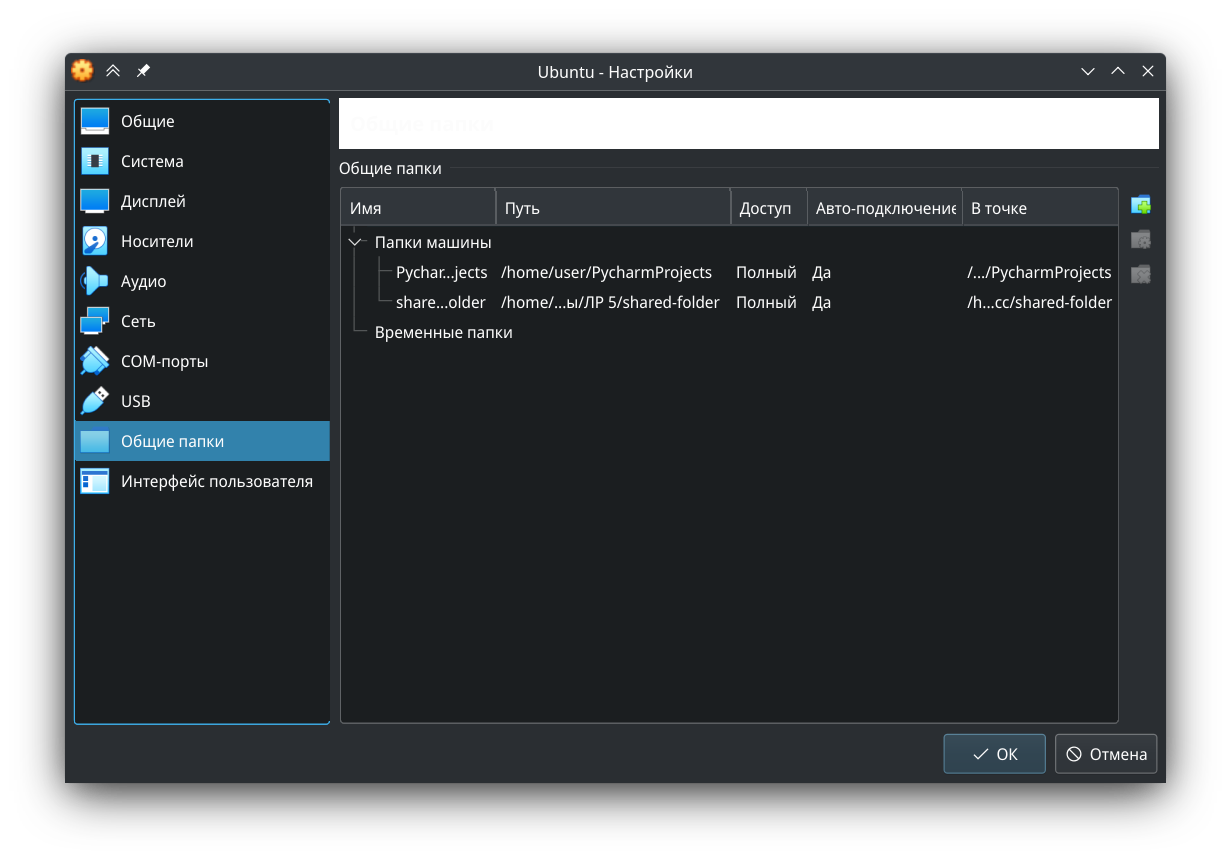 Ubuntu - Настройки
Общие
Система
Дисплей
Носители
Аудио
Сеть
COM-порты
USB
Общие папки
Интерфейс пользователя
Общие папки
Общие папки
Имя Путь Доступ Авто-подключение В точке
Папки машины
Pychar...jects /home/user/PycharmProjects Полный Да /.../PycharmProjects
share...older /home/...ы/ЛР 5/shared-folder Полный Да /h...cc/shared-folder
Временные папки
ОК
Отмена